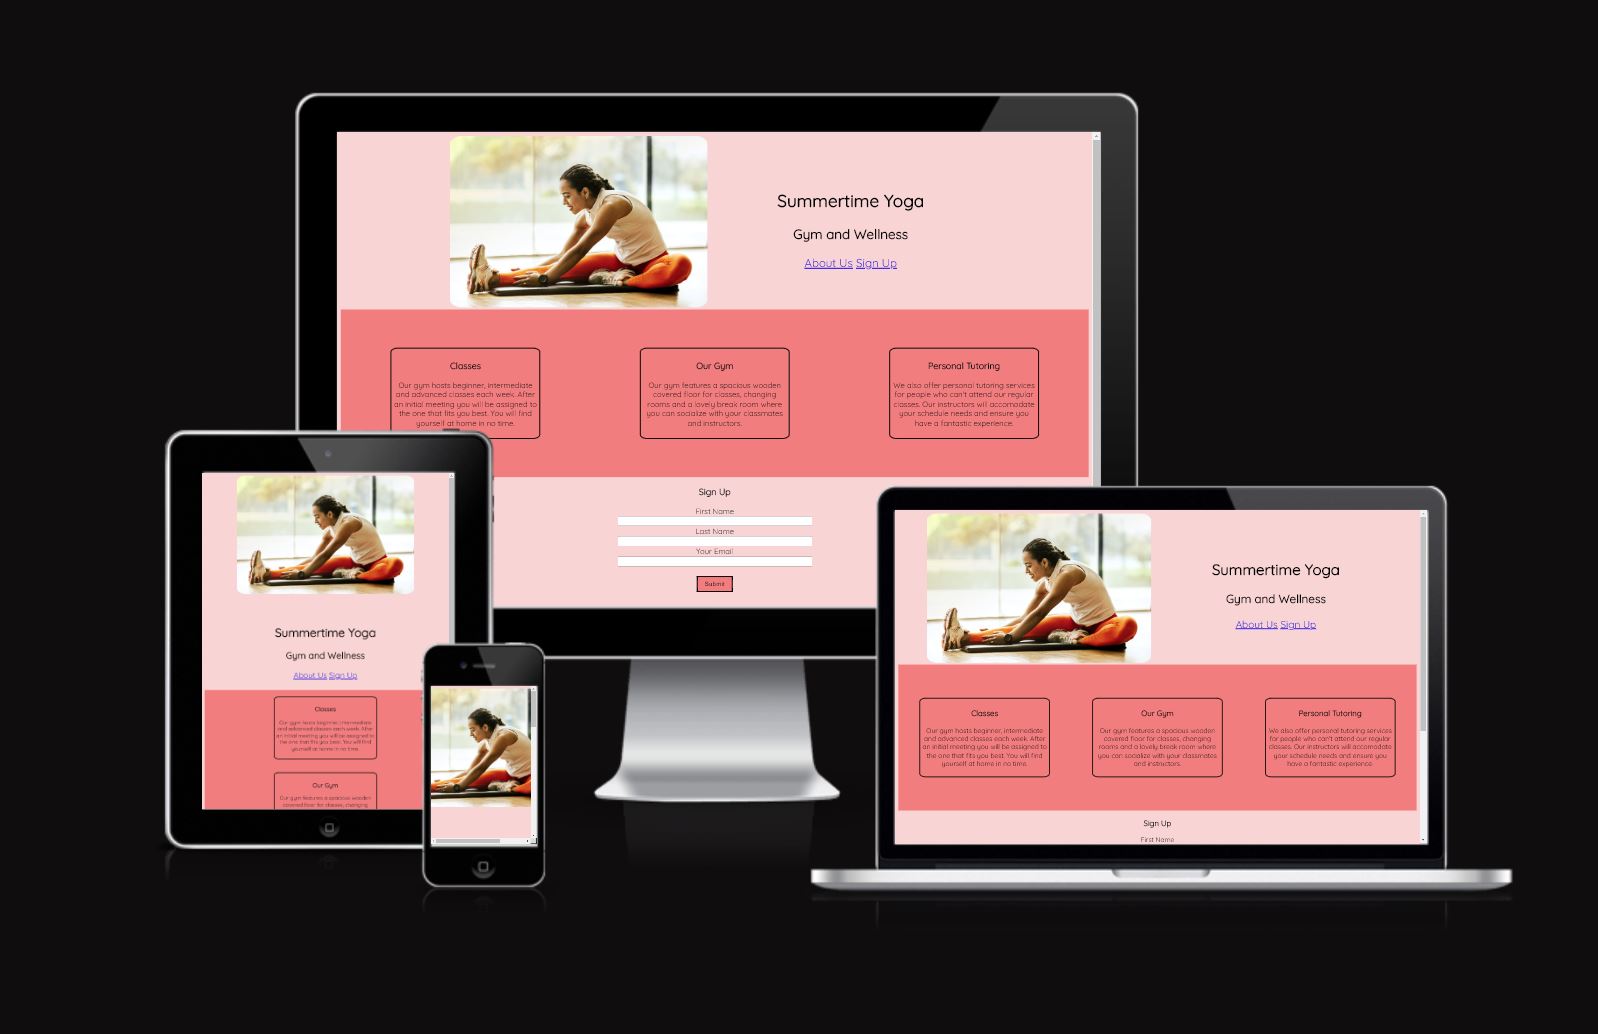 Summertime Yoga
Gym and Wellness
About Us Sign Up
Classes
Our gym hosts beginner, intermediate
and advanced classes each week. After
an initial meeting you will be assigned to
the one that fits you best. You will find
yourself at home in no time.
Our Gym
Our gym features a spacious wooden
covered floor for classes, changing
rooms and a lovely break room where
you can socialize with your classmates
and instructors.
Personal Tutoring
We also offer personal tutoring services
for people who can't attend our regular
classes. Our instructors will accomodate
your schedule needs and ensure you
have a fantastic experience.
Sign Up
First Name
Last Name
Your Email
Submit
Summertime Yoga
Gym and Wellness
About Us Sign Up
Classes
Our gym hosts beginner, intermediate
and advanced classes each week. After
an initial meeting you will be assigned to
the one that fits you best. You will find
yourself at home in no time.
Our Gym
Our gym features a spacious wooden
covered floor for classes, changing
Summertime Yoga
Gym and Wellness
About Us Sign Up
Classes
Our gym hosts beginner, intermediate
and advanced classes each week. After
an initial meeting you will be assigned to
the one that fits you best. You will find
yourself at home in no time.
Our Gym
Our gym features a spacious wooden
covered floor for classes, changing
rooms and a lovely break room where
you can socialize with your classmates
and instructors.
Personal Tutoring
We also offer personal tutoring services
for people who can't attend our regular
classes. Our instructors will accomodate
your schedule needs and ensure you
have a fantastic experience.
Sign Up
First Name